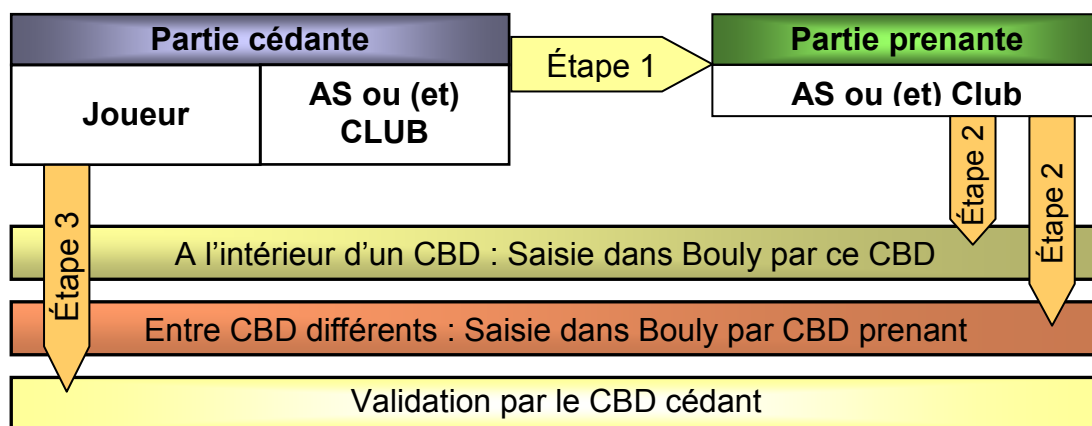 Partie cédante
Étape 1
Partie prenante
Joueur
AS ou (et)
CLUB
AS ou (et) Club
Étape 2
Étape 2
Étape 3
A l’intérieur d’un CBD : Saisie dans Bouly par ce CBD
Entre CBD différents : Saisie dans Bouly par CBD prenant
Validation par le CBD cédant